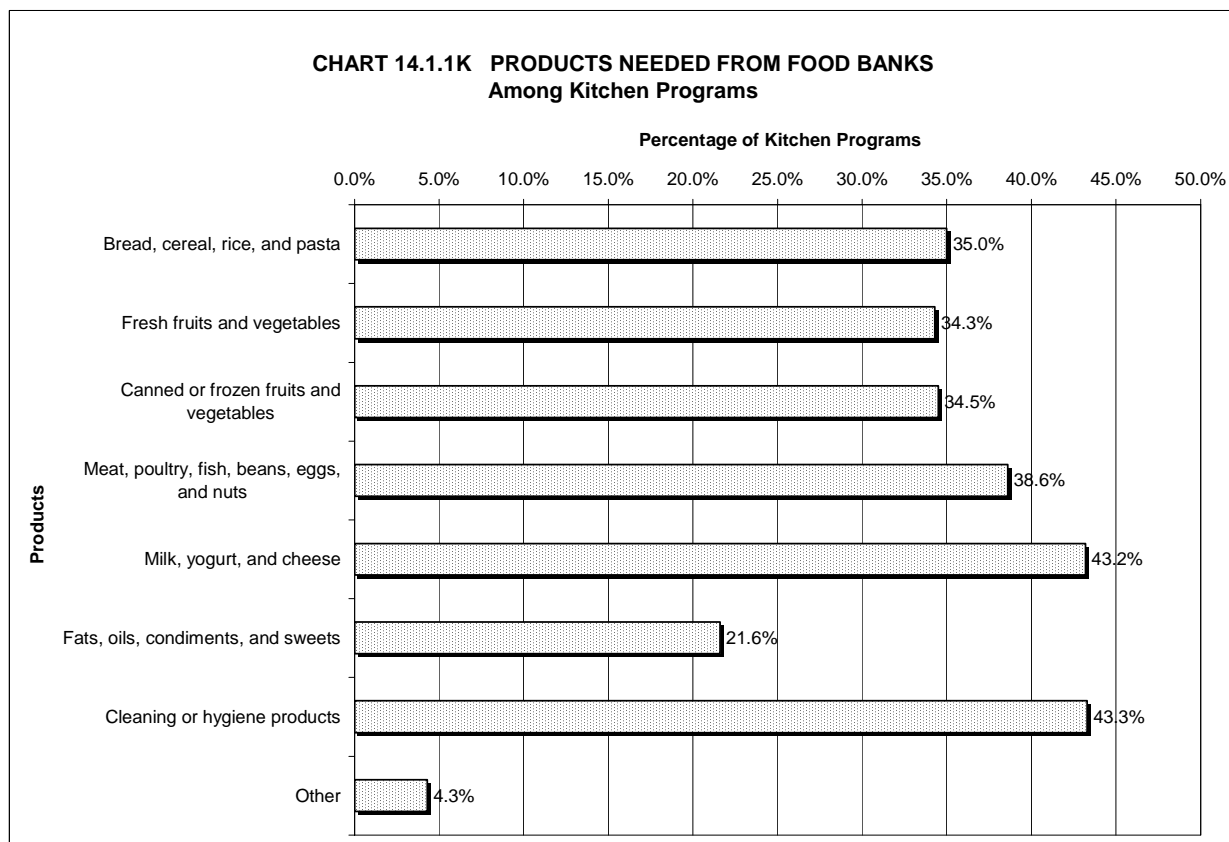 CHART 14.1.1K PRODUCTS NEEDED FROM FOOD BANKS
Among Kitchen Programs
Percentage of Kitchen Programs
0.0% 5.0% 10.0% 15.0% 20.0% 25.0% 30.0% 35.0% 40.0% 45.0% 50.0%
Products
Bread, cereal, rice, and pasta 35.0%
Fresh fruits and vegetables 34.3%
Canned or frozen fruits and
vegetables 34.5%
Meat, poultry, fish, beans, eggs,
and nuts 38.6%
Milk, yogurt, and cheese 43.2%
Fats, oils, condiments, and sweets 21.6%
Cleaning or hygiene products 43.3%
Other 4.3%